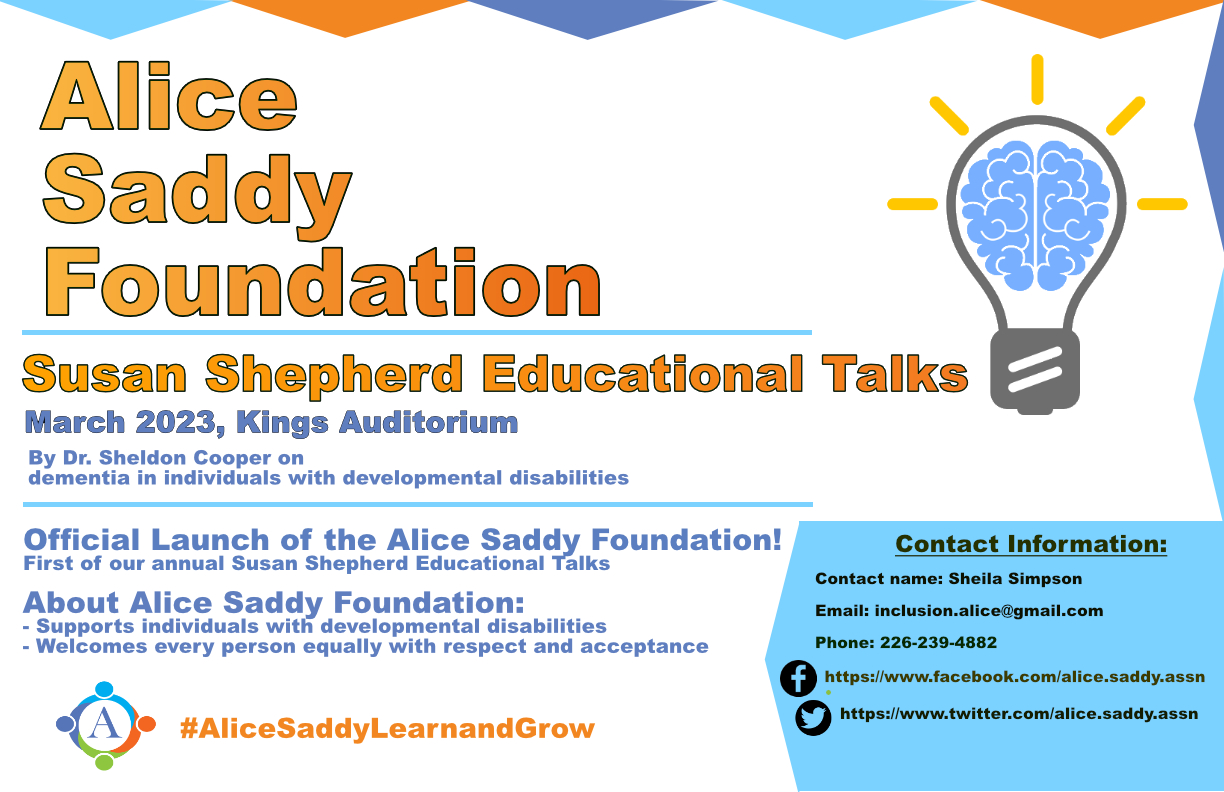 Alice
Saddy
Foundation
Susan Shepherd Educational Talks
March 2023, Kings Auditorium
By Dr. Sheldon Cooper on
dementia in individuals with developmental disabilities
Official Launch of the Alice Saddy Foundation!
First of our annual Susan Shepherd Educational Talks
About Alice Saddy Foundation:
- Supports individuals with developmental disabilities
- Welcomes every person equally with respect and acceptance
A
#AliceSaddyLearnandGrow
Contact Information:
Contact name: Sheila Simpson
Email: inclusion.alice@gmail.com
Phone: 226-239-4882
https://www.facebook.com/alice.saddy.assn
https://www.twitter.com/alice.saddy.assn